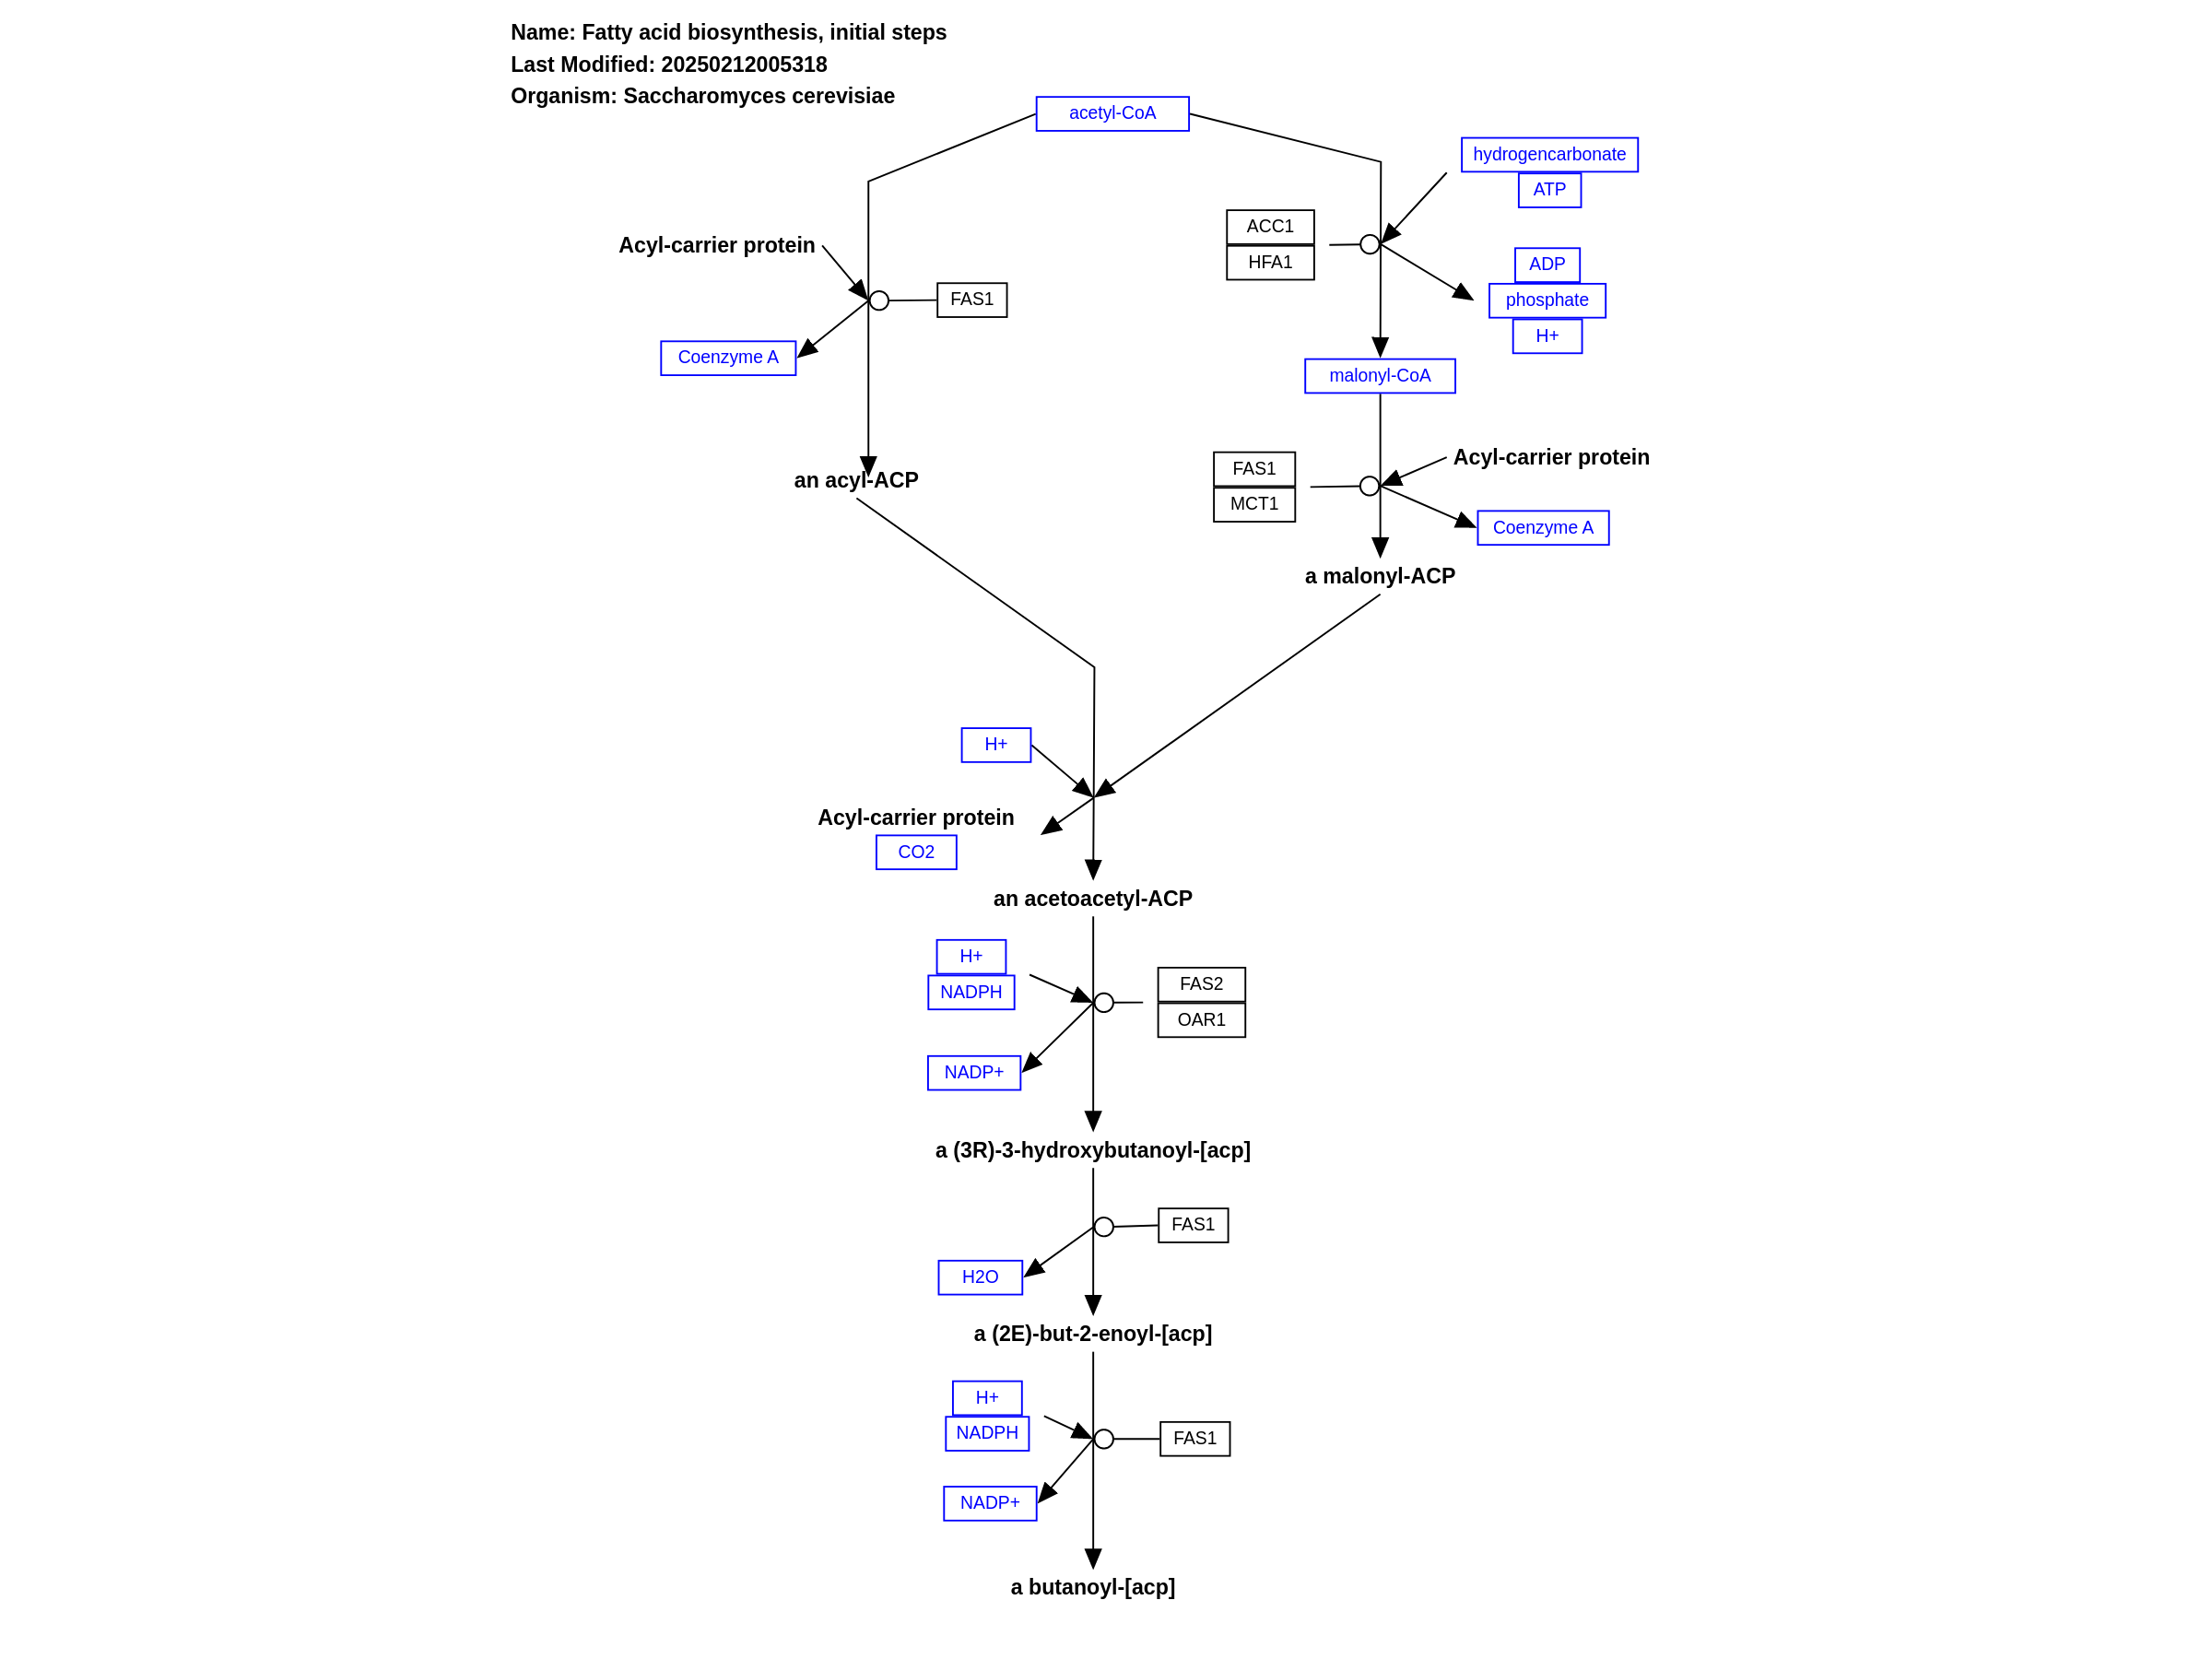 Name: Fatty acid biosynthesis, initial steps
Last Modified: 20250212005318
Organism: Saccharomyces cerevisiae
acetyl-CoA
hydrogencarbonate
ATP
ACC1
HFA1
Acyl-carrier protein
ADP
phosphate
H+
FAS1
Coenzyme A
malonyl-CoA
an acyl-ACP
FAS1
MCT1
Acyl-carrier protein
Coenzyme A
a malonyl-ACP
H+
Acyl-carrier protein
CO2
an acetoacetyl-ACP
H+
NADPH
FAS2
OAR1
NADP+
a (3R)-3-hydroxybutanoyl-[acp]
FAS1
H2O
a (2E)-but-2-enoyl-[acp]
H+
NADPH
FAS1
NADP+
a butanoyl-[acp]